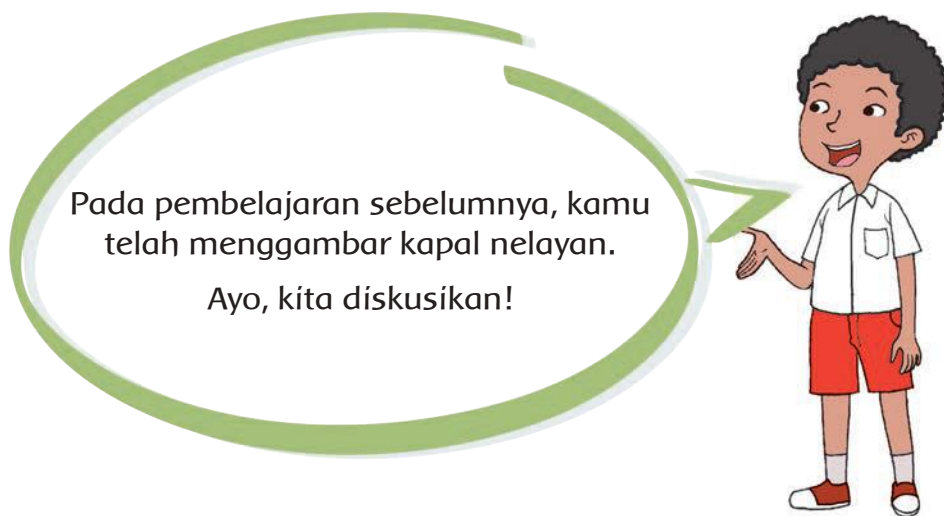 Pada pembelajaran sebelumnya, kamu
telah menggambar kapal nelayan.
Ayo, kita diskusikan!